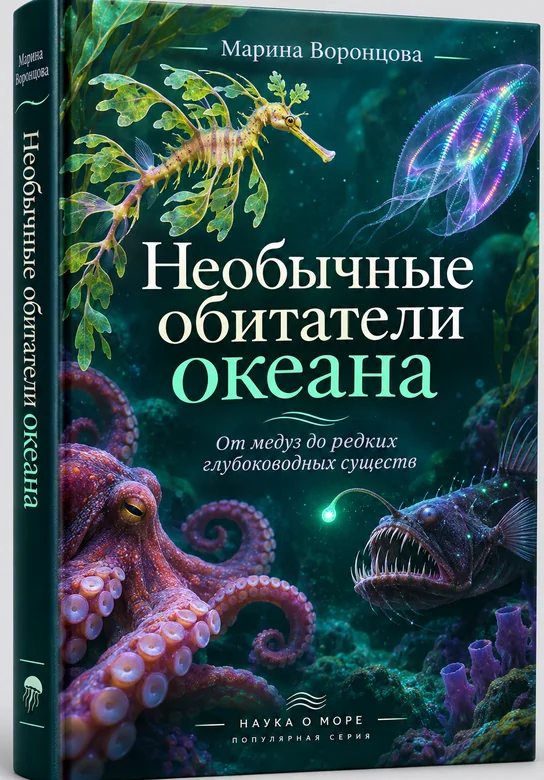 Марина Воронцова
Необычные
обитатели
океана
От медуз до редких
глубоководных существ
НАУКА О МОРЕ
ПОПУЛЯРНАЯ СЕРИЯ
Марина
Воронцова
Необычные обитатели океана